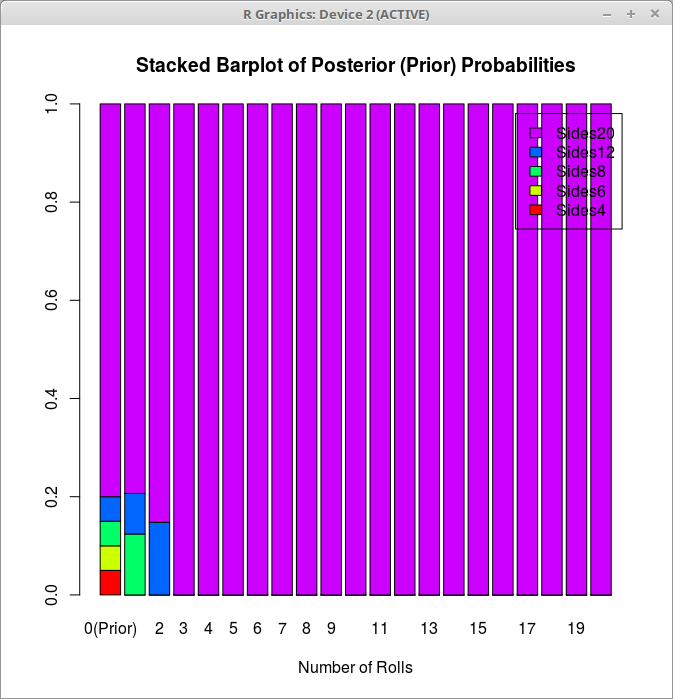 R Graphics: Device 2 (ACTIVE)
Stacked Barplot of Posterior (Prior) Probabilities
1.0
0.8
0.6
0.4
0.2
0.0
Sides20
Sides12
Sides8
Sides6
Sides4
0(Prior) 2 3 4 5 6 7 8 9 11 13 15 17 19
Number of Rolls